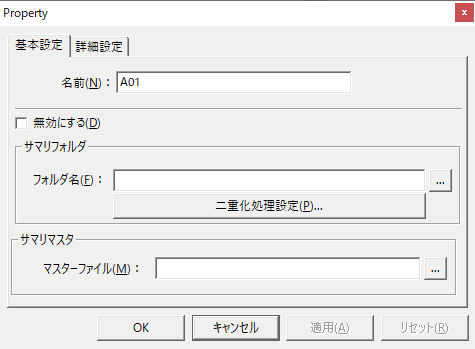 Property
x
基本設定 詳細設定
名前(N)： A01
無効にする(D)
サマリフォルダ
フォルダ名(F)： ...
二重化処理設定(P)...
サマリマスタ
マスターファイル(M)： ...
OK キャンセル 適用(A) リセット(R)